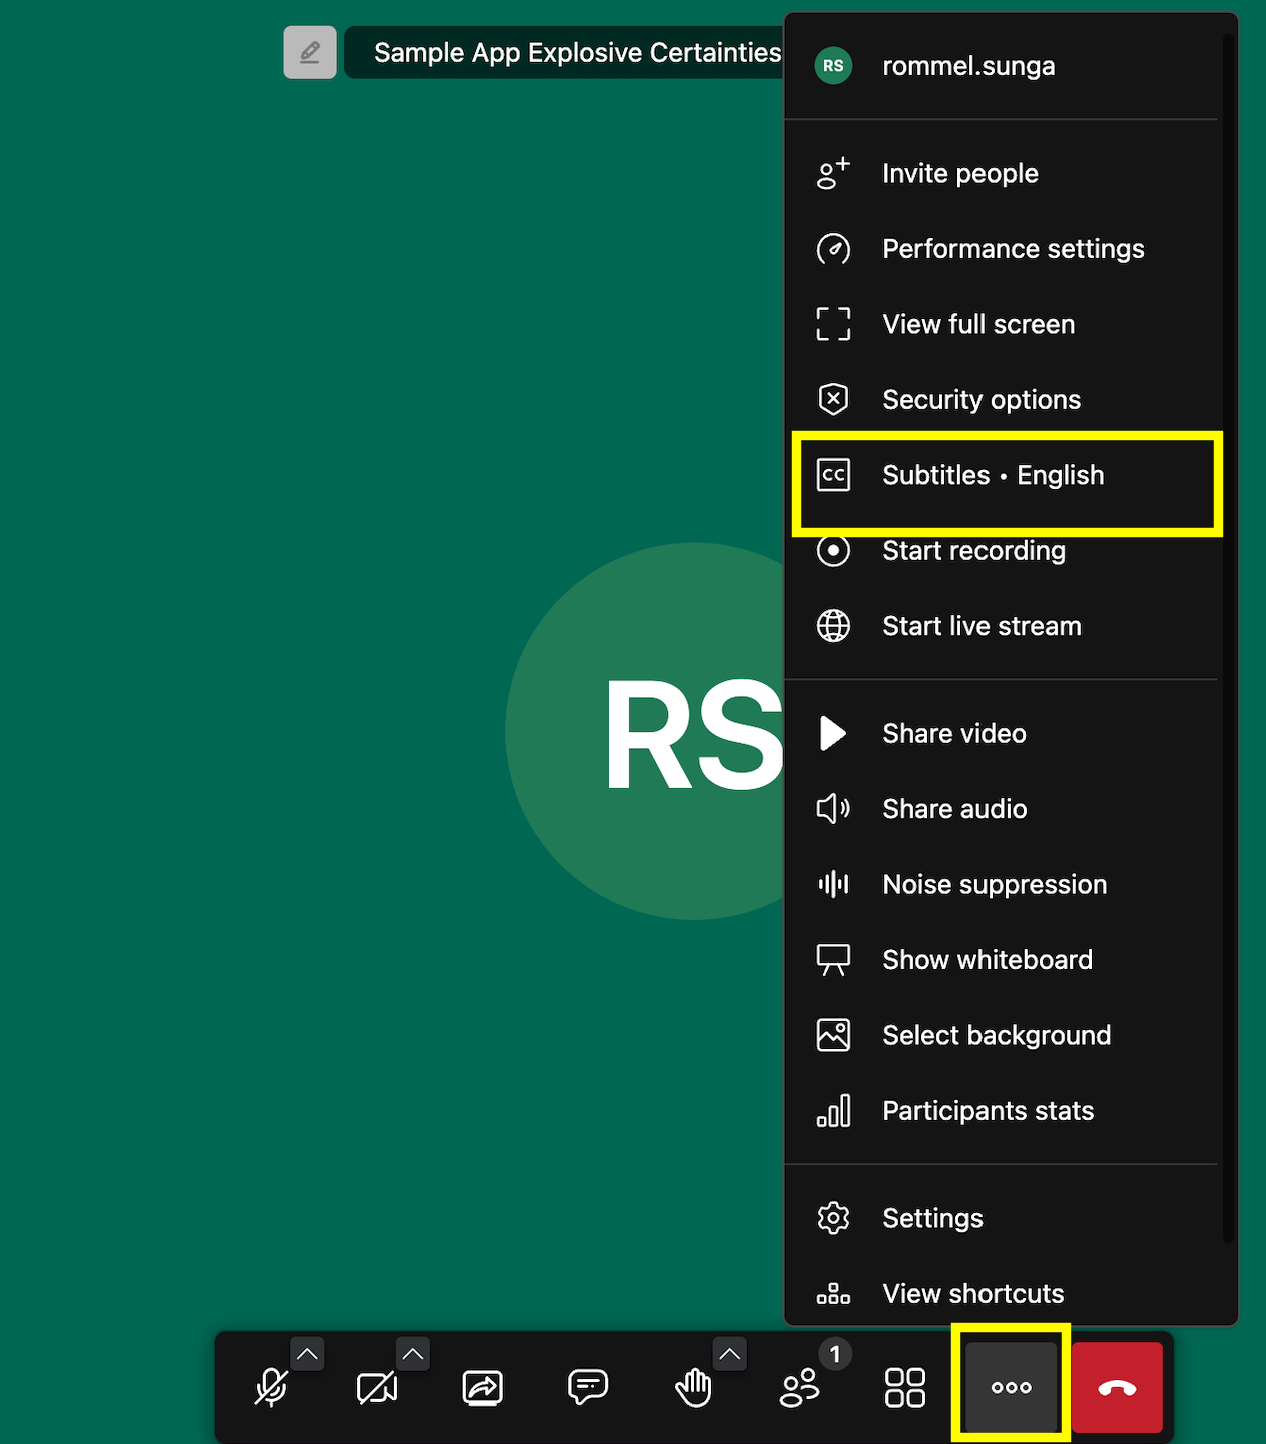 Sample App Explosive Certainties
RS
rommel.sunga
Invite people
Performance settings
View full screen
Security options
CC
Subtitles • English
Start recording
Start live stream
RS
Share video
Share audio
Noise suppression
Show whiteboard
Select background
Participants stats
Settings
View shortcuts
1